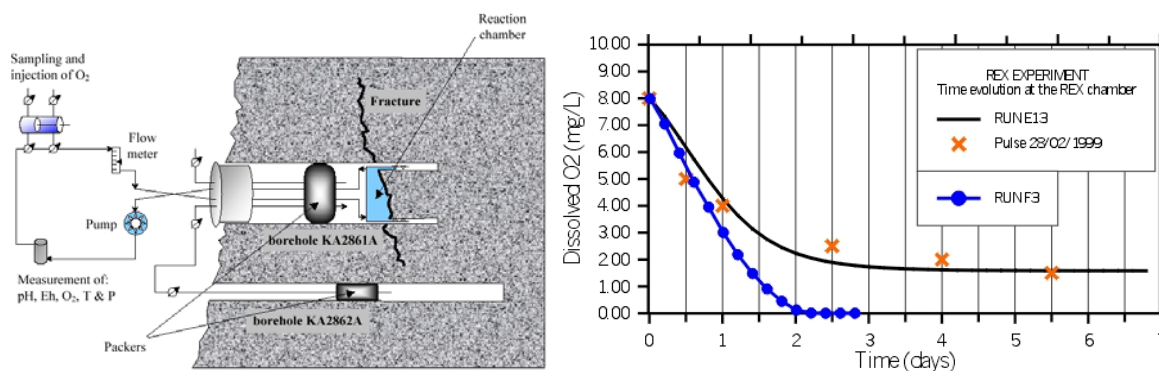 Reaction
chamber
Sampling and
injection of O2
Fracture
Flow
meter
Pump
borehole KA2861A
Measurement of:
pH, Eh, O2, T & P
borehole KA2862A
Packers
Dissolved O2 (mg/L)
10.00
9.00
8.00
7.00
6.00
5.00
4.00
3.00
2.00
1.00
0.00
0 1 2 3 4 5 6
Time (days)
REX EXPERIMENT
Time evolution at the REX chamber
RUNE13
Pulse 28/02/1999
RUNF3